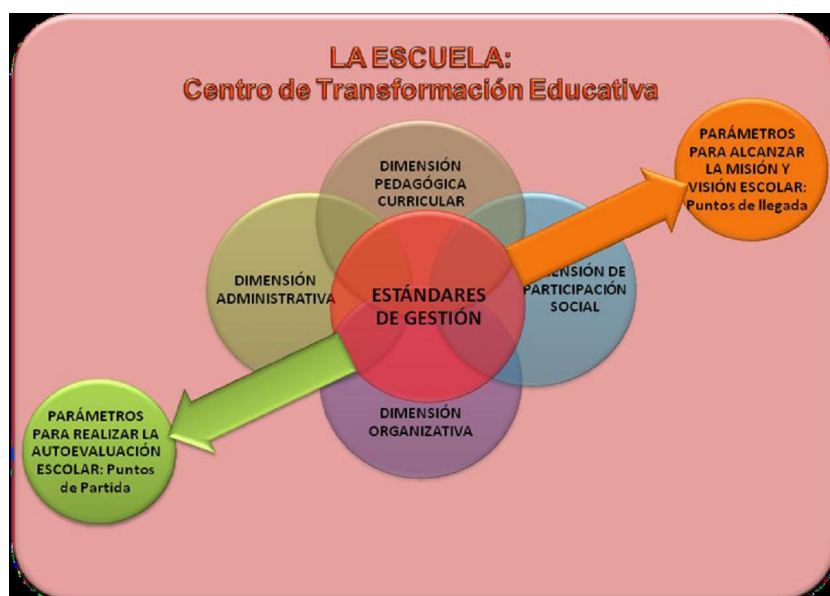 LA ESCUELA:
Centro de Transformación Educativa
PARÁMETROS
PARA ALCANZAR
LA MISIÓN Y
VISIÓN ESCOLAR:
Puntos de llegada
DIMENSIÓN
PEDAGÓGICA
CURRICULAR
DIMENSIÓN
ADMINISTRATIVA
ESTÁNDARES
DE GESTIÓN
DE
PARTICIPACIÓN
SOCIAL
DIMENSIÓN
ORGANIZATIVA
PARÁMETROS
PARA REALIZAR LA
AUTOEVALUACIÓN
ESCOLAR: Puntos
de Partida